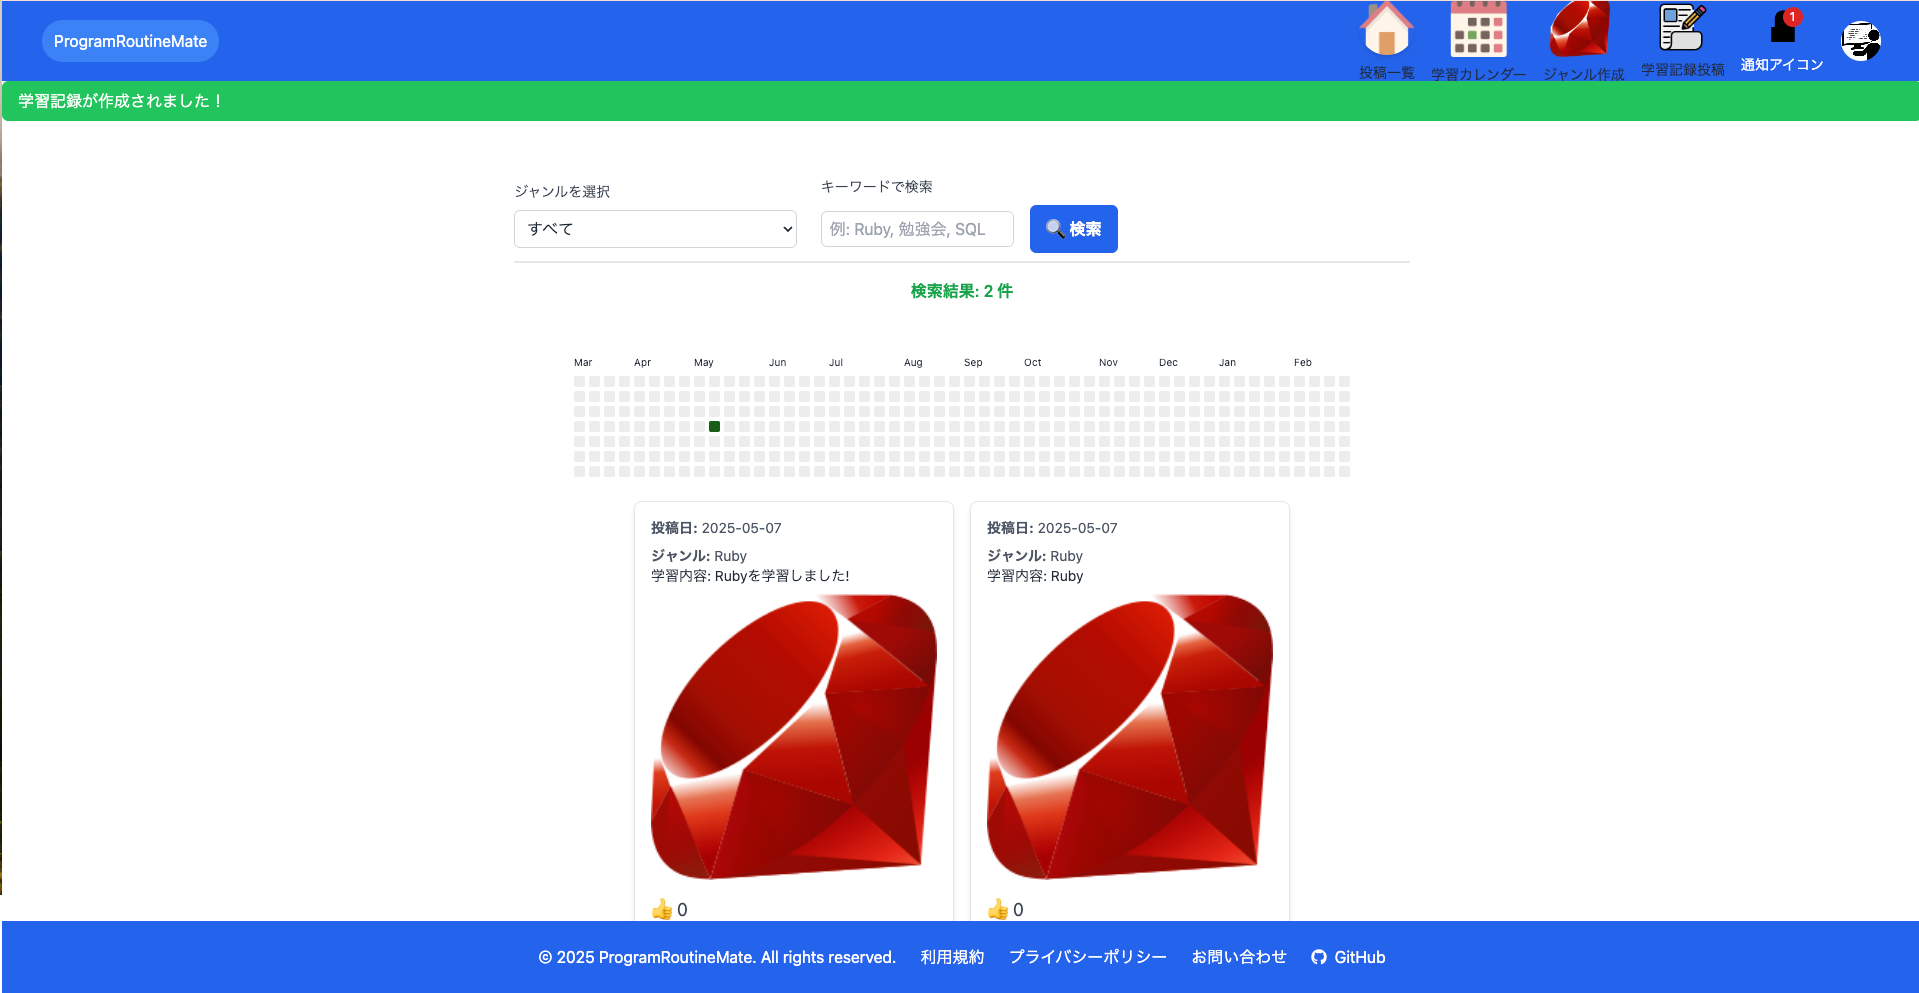 ProgramRoutineMate
投稿一覧
学習カレンダー
ジャンル作成
学習記録投稿
1
通知アイコン
学習記録が作成されました！
ジャンルを選択
キーワードで検索
すべて
例: Ruby, 勉強会, SQL
検索
検索結果: 2 件
Mar Apr May Jun Jul Aug Sep Oct Nov Dec Jan Feb
投稿日: 2025-05-07
ジャンル: Ruby
学習内容: Rubyを学習しました!
0
投稿日: 2025-05-07
ジャンル: Ruby
学習内容: Ruby
0
© 2025 ProgramRoutineMate. All rights reserved. 利用規約 プライバシーポリシー お問い合わせ GitHub